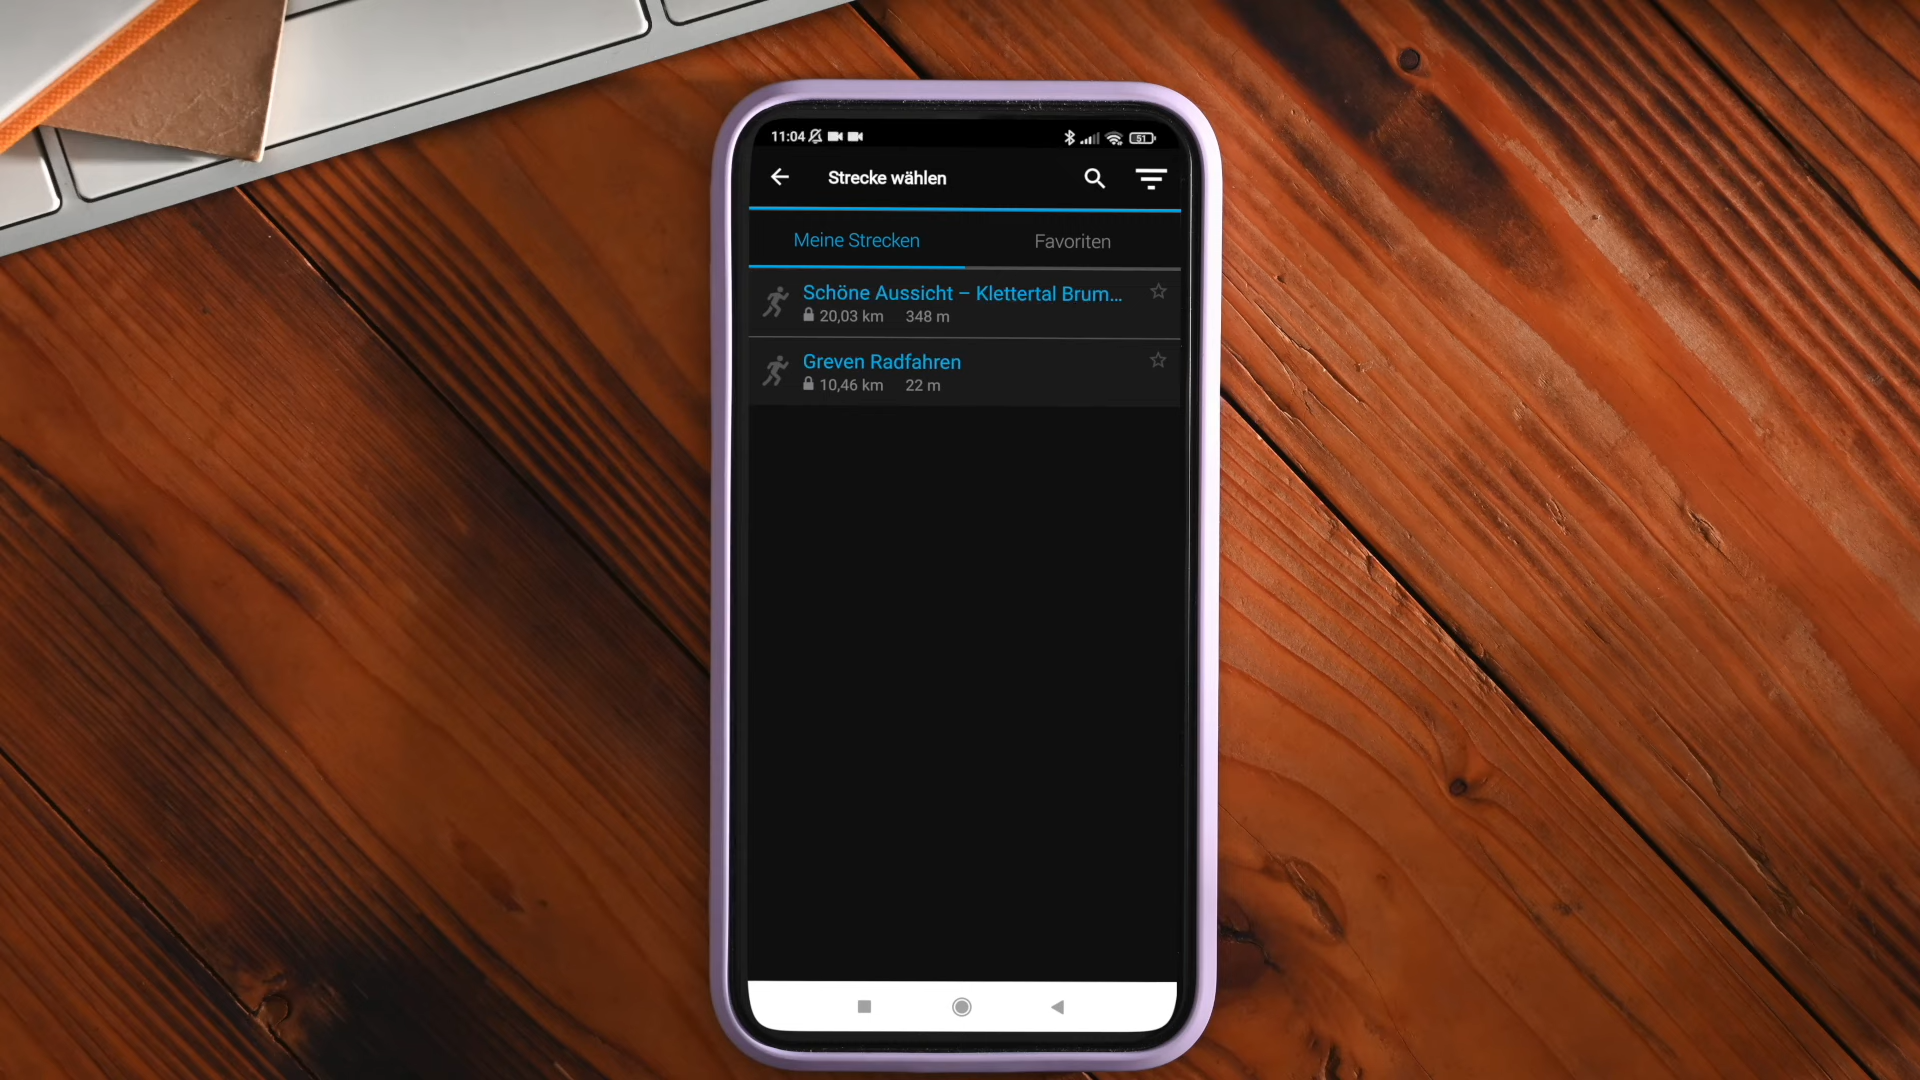 11:04
51
Strecke wählen
Meine Strecken
Favoriten
Schöne Aussicht – Klettertal Brum...
20,03 km 348 m
Greven Radfahren
10,46 km 22 m